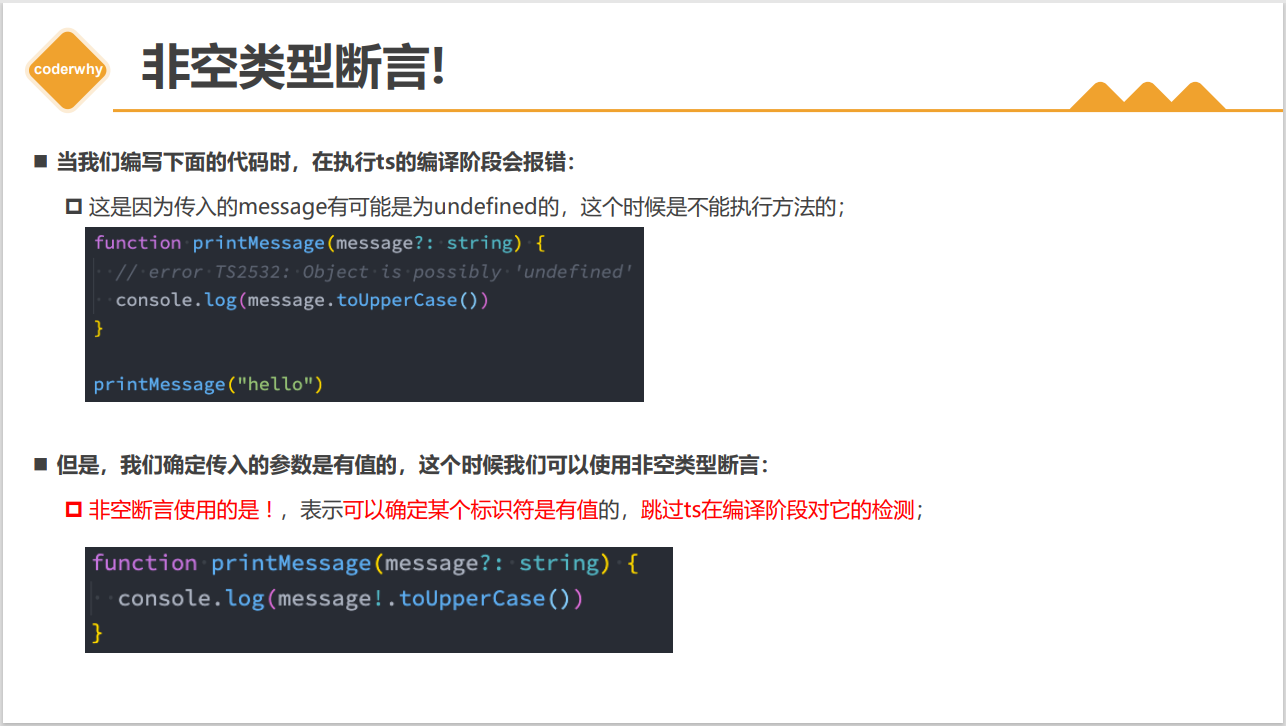 coderwhy
非空类型断言!
当我们编写下面的代码时，在执行ts的编译阶段会报错：
这是因为传入的message有可能是为undefined的，这个时候是不能执行方法的；
function printMessage(message?: string) {
  // error TS2532: Object is possibly 'undefined'
  console.log(message.toUpperCase())
}
printMessage("hello")
但是，我们确定传入的参数是有值的，这个时候我们可以使用非空类型断言：
非空断言使用的是！，表示可以确定某个标识符是有值的，跳过ts在编译阶段对它的检测；
function printMessage(message?: string) {
  console.log(message!.toUpperCase())
}